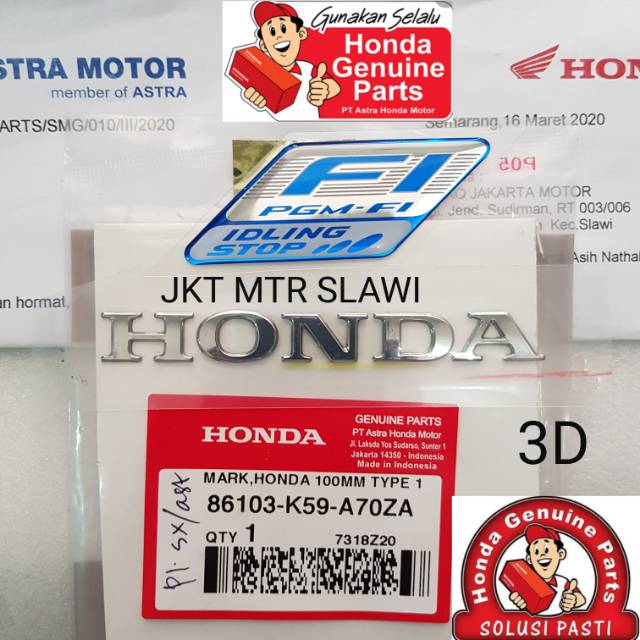 Gunakan Selalu
Honda
Genuine
Parts
PT Astra Honda Motor
ASTRA MOTOR
member of ASTRA
HON
ARTS/SMG/010/III/2020
Semarang, 16 Maret 2020
P05
JAKARTA MOTOR
Jend. Sudirman, RT 003/006
Kec.Slawi
Asih Nathal
an hormat,
FI
PGM-FI
IDLING
STOP
JKT MTR SLAWI
HONDA
3D
HONDA
GENUINE PARTS
PT Astra Honda Motor
Jl. Laksda Yos Sudarso, Sunter 1
Jakarta 14350 - Indonesia
Made in Indonesia
MARK,HONDA 100MM TYPE 1
86103-K59-A70ZA
QTY 1
7318Z20
Honda Genuine Parts
SOLUSI PASTI